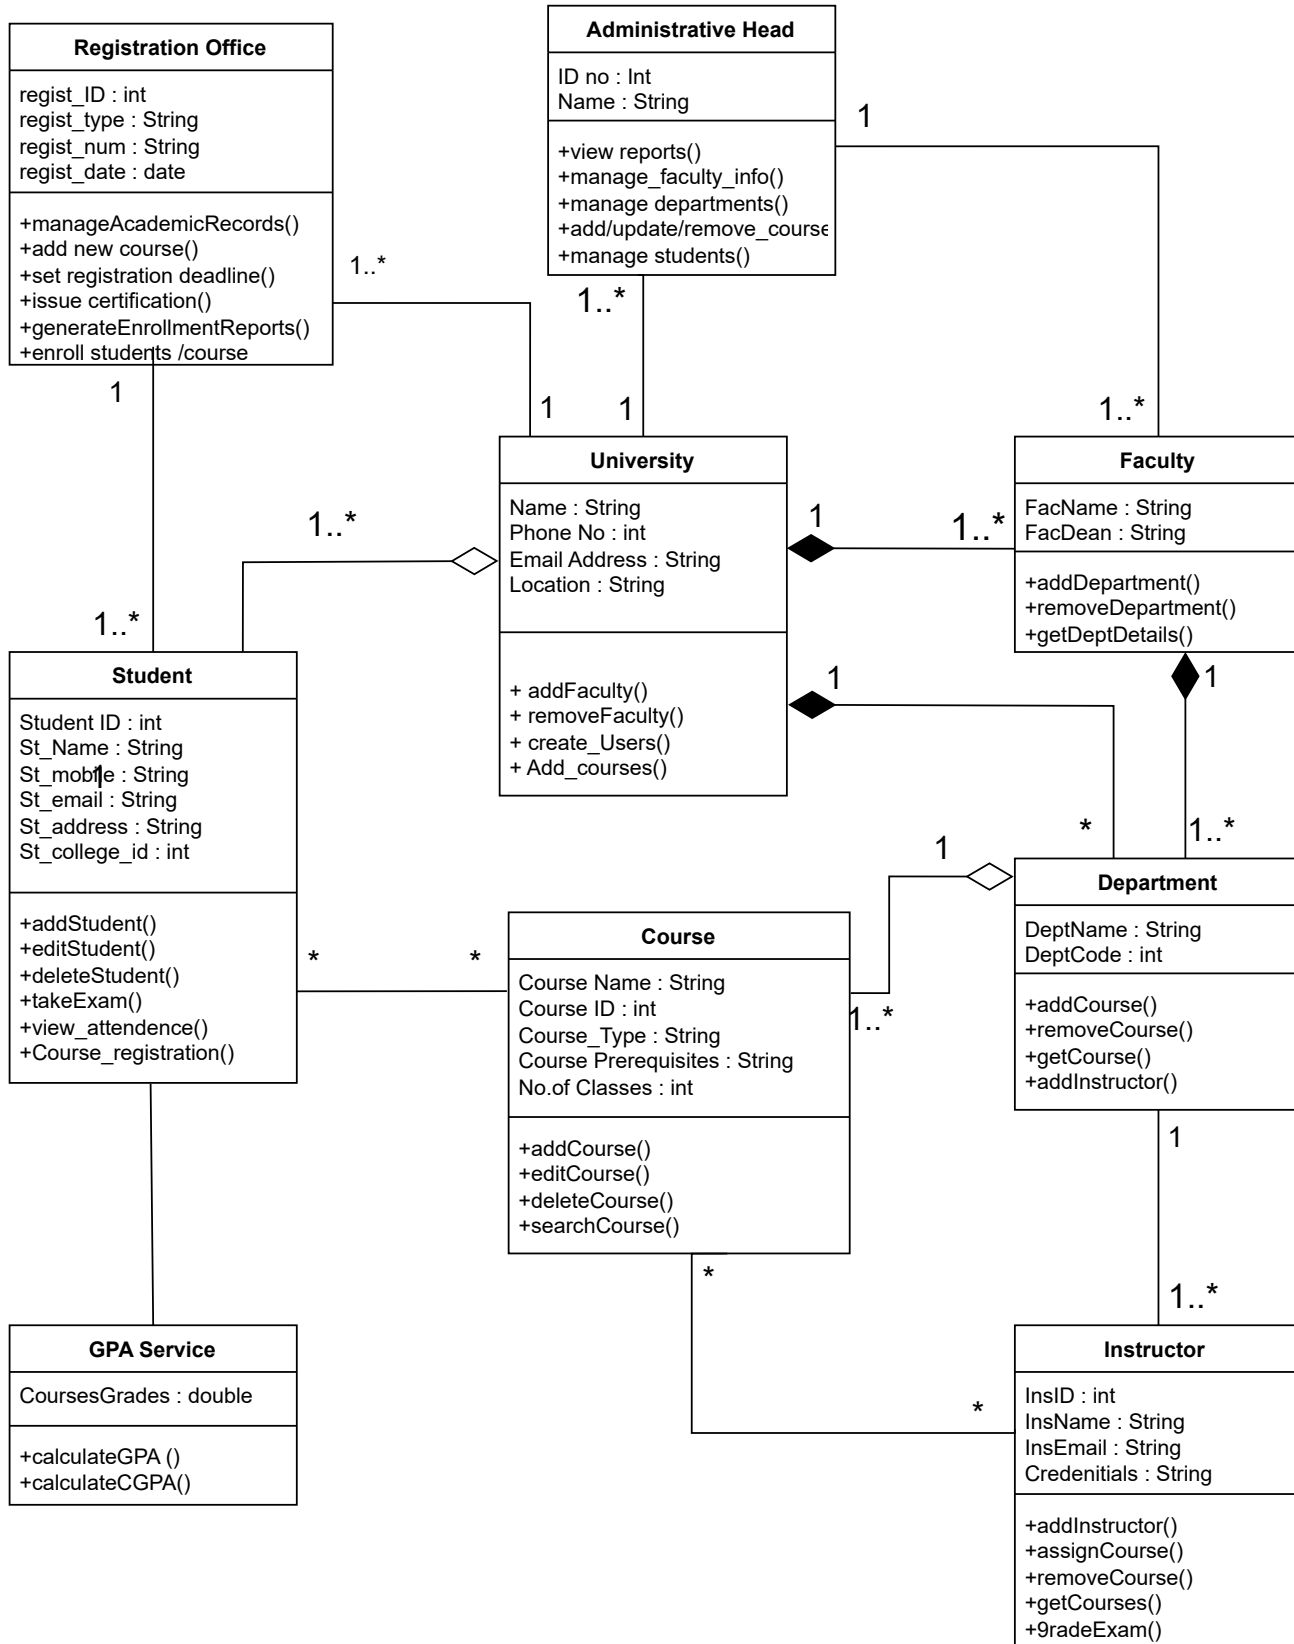 Registration Office
regist_ID : int
regist_type : String
regist_num : String
regist_date : date
+manageAcademicRecords()
+add new course()
+set registration deadline()
+issue certification()
+generateEnrollmentReports()
+enroll students /course
Administrative Head
ID no : Int
Name : String
+view reports()
+manage_faculty_info()
+manage departments()
+add/update/remove_course
+manage students()
1
1..*
1..*
1
1
1
1..*
University
Name : String
Phone No : int
Email Address : String
Location : String
+ addFaculty()
+ removeFaculty()
+ create_Users()
+ Add_courses()
Faculty
FacName : String
FacDean : String
+addDepartment()
+removeDepartment()
+getDeptDetails()
1..*
1
1..*
1..*
1
1
*
1..*
Student
Student ID : int
St_Name : String
St_mobile : String
St_email : String
St_address : String
St_college_id : int
+addStudent()
+editStudent()
+deleteStudent()
+takeExam()
+view_attendence()
+Course_registration()
*
*
1
1..*
Course
Course Name : String
Course ID : int
Course_Type : String
Course Prerequisites : String
No.of Classes : int
+addCourse()
+editCourse()
+deleteCourse()
+searchCourse()
Department
DeptName : String
DeptCode : int
+addCourse()
+removeCourse()
+getCourse()
+addInstructor()
1
1..*
*
*
GPA Service
CoursesGrades : double
+calculateGPA ()
+calculateCGPA()
Instructor
InsID : int
InsName : String
InsEmail : String
Credenitials : String
+addInstructor()
+assignCourse()
+removeCourse()
+getCourses()
+9radeExam()